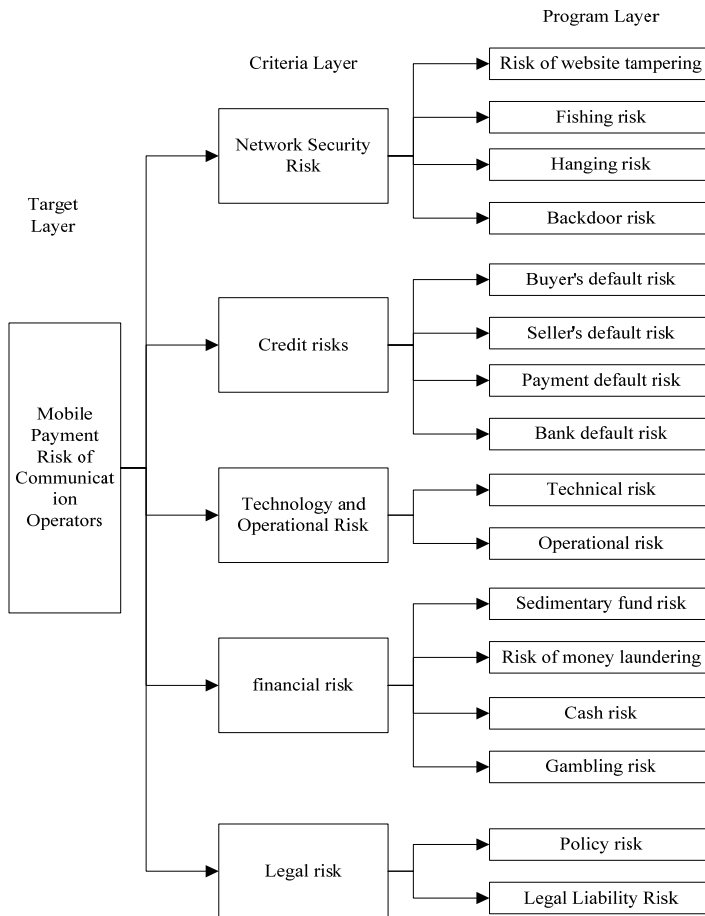 Program Layer
Criteria Layer
Target
Layer
Mobile
Payment
Risk of
Communicat
ion
Operators
Network Security
Risk
Risk of website tampering
Fishing risk
Hanging risk
Backdoor risk
Credit risks
Buyer's default risk
Seller's default risk
Payment default risk
Bank default risk
Technology and
Operational Risk
Technical risk
Operational risk
financial risk
Sedimentary fund risk
Risk of money laundering
Cash risk
Gambling risk
Legal risk
Policy risk
Legal Liability Risk